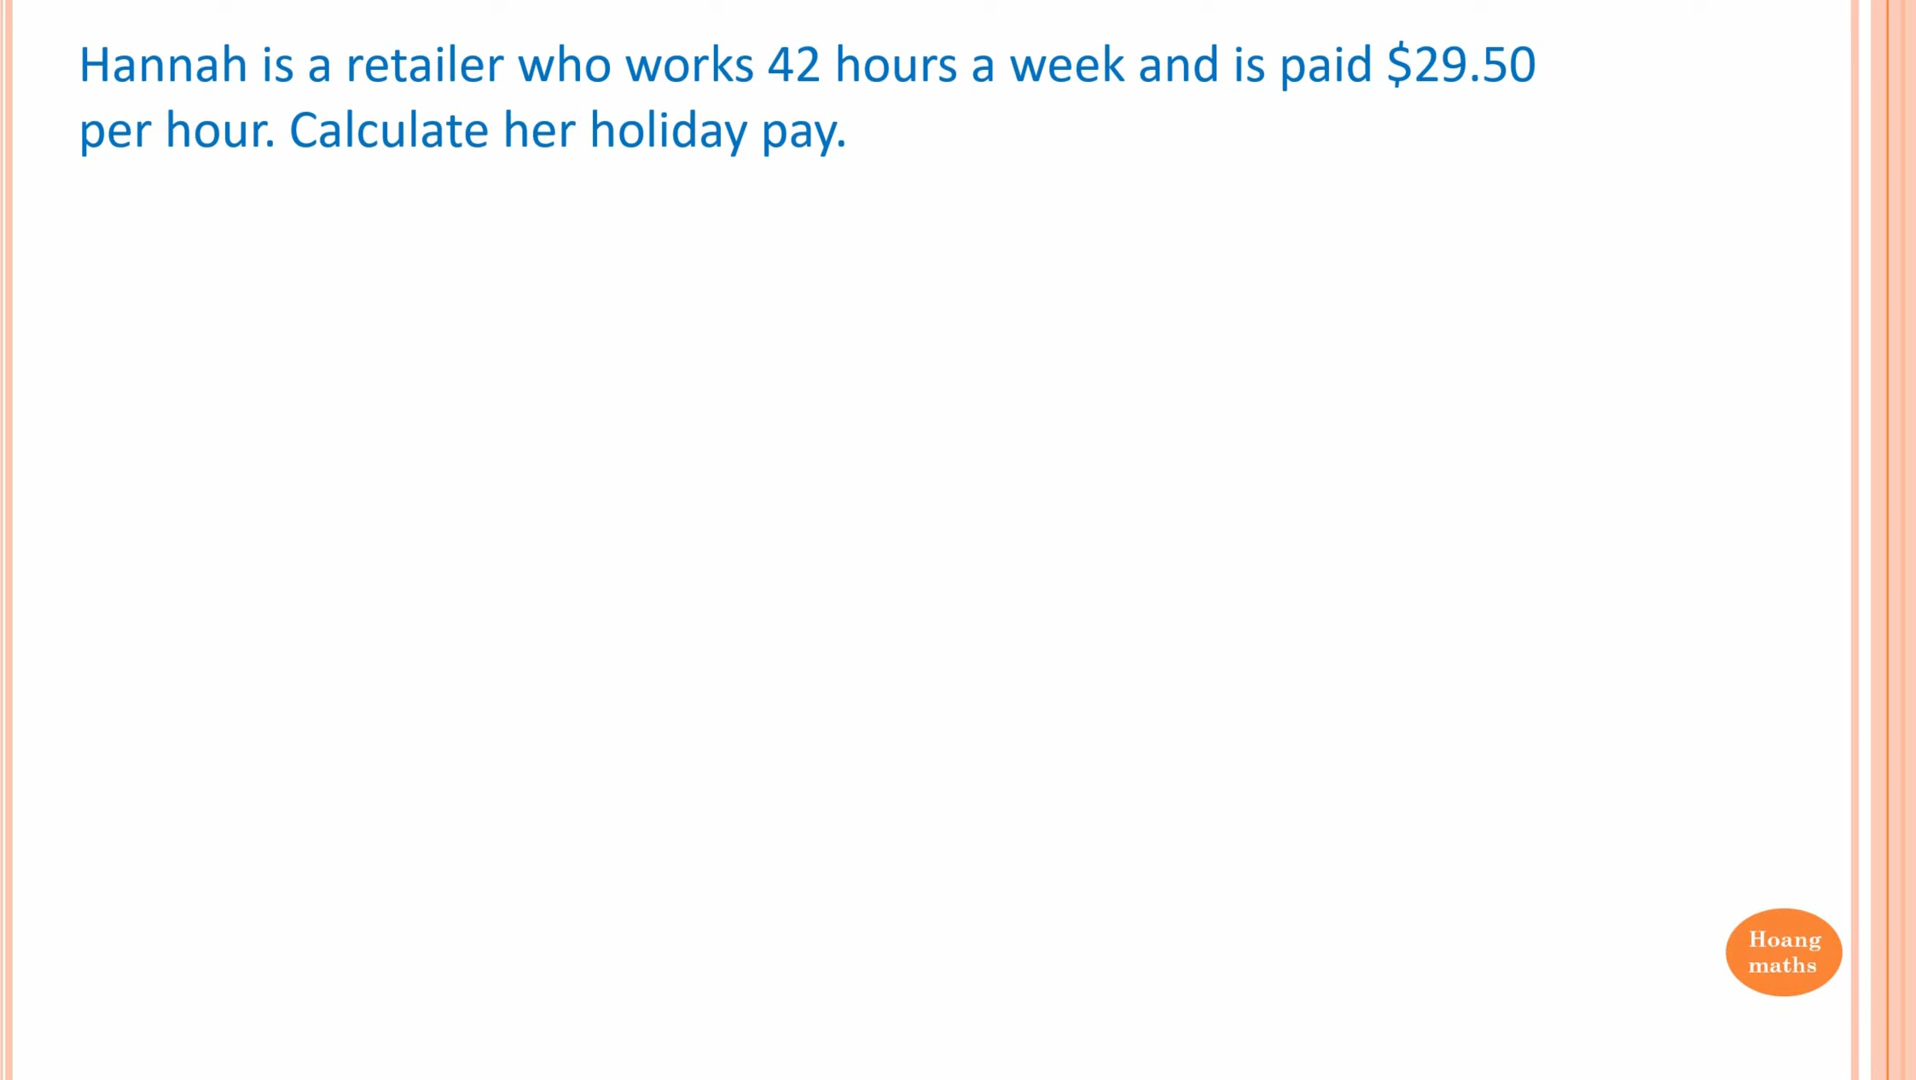 Hannah is a retailer who works 42 hours a week and is paid $29.50
per hour. Calculate her holiday pay.
Hoang
maths